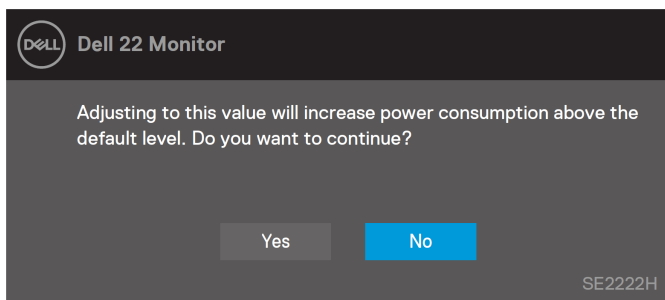 DELL Dell 22 Monitor
Adjusting to this value will increase power consumption above the
default level. Do you want to continue?
Yes No
SE2222H